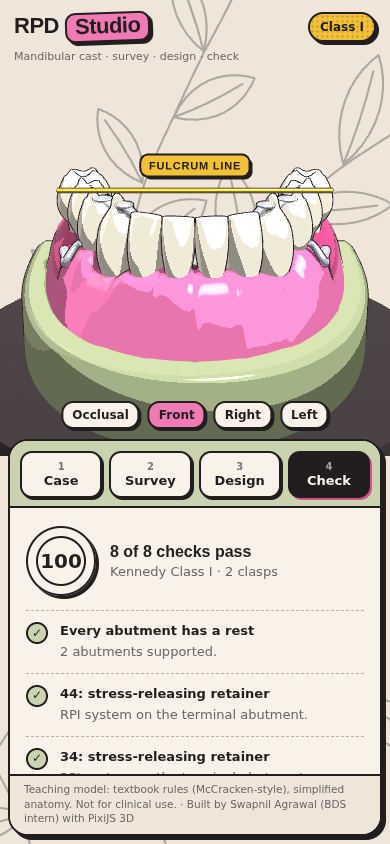 RPD Studio
Class I
Mandibular cast · survey · design · check
FULCRUM LINE
Occlusal
Front
Right
Left
1
Case
2
Survey
3
Design
4
Check
100
8 of 8 checks pass
Kennedy Class I · 2 clasps
Every abutment has a rest
2 abutments supported.
44: stress-releasing retainer
RPI system on the terminal abutment.
34: stress-releasing retainer
Teaching model: textbook rules (McCracken-style), simplified
anatomy. Not for clinical use. · Built by Swapnil Agrawal (BDS
intern) with PixiJS 3D